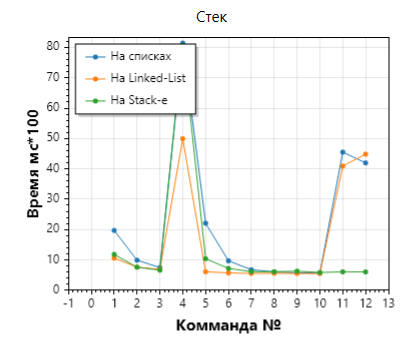 Стек
80
70
60
50
40
30
20
10
0
На списках
На Linked-List
На Stack-е
Время мс*100
-1 0 1 2 3 4 5 6 7 8 9 10 11 12 13
Комманда №